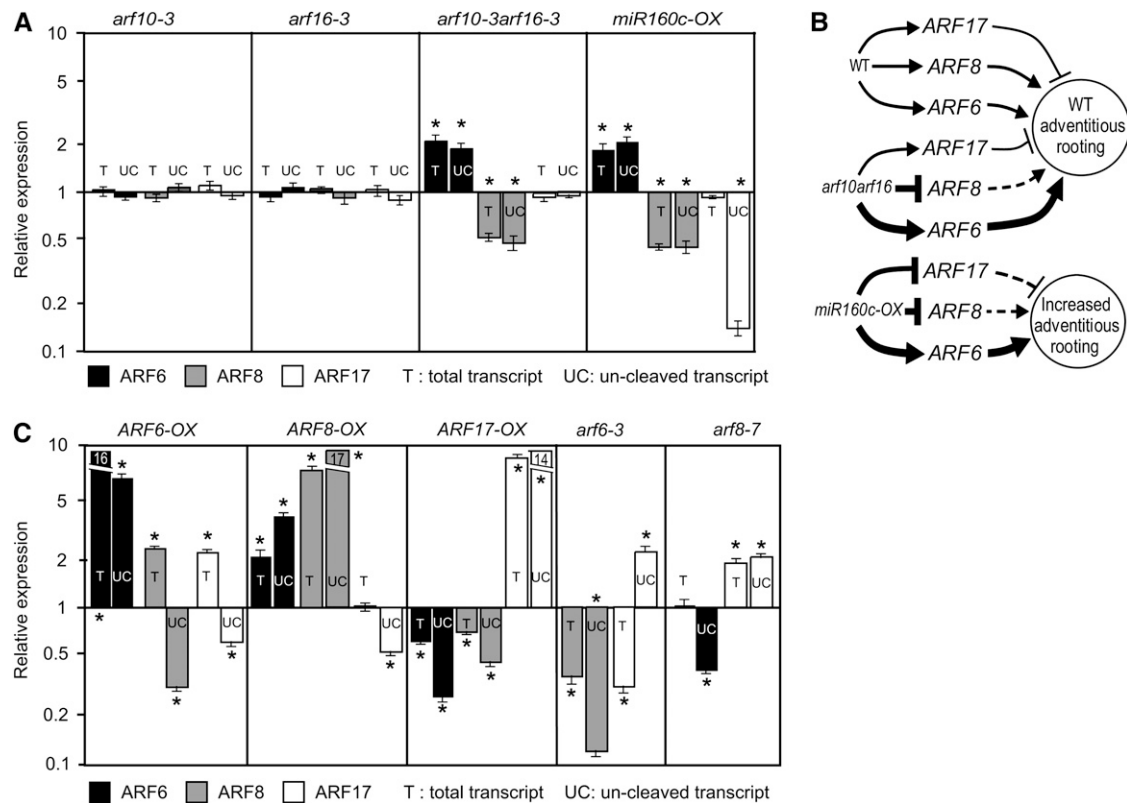 A
arf10-3
arf16-3
arf10-3arf16-3
miR160c-OX
Relative expression
10
5
2
1
0.5
0.2
0.1
T UC T UC T UC
T UC T UC T UC
* *
T UC
* *
T UC
T UC
* *
T UC
* *
T UC
*
T UC
ARF6 ARF8 ARF17 T : total transcript UC: un-cleaved transcript
B
WT
ARF17
ARF8
ARF6
WT
adventitious
rooting
arf10arf16
ARF17
ARF8
ARF6
miR160c-OX
ARF17
ARF8
ARF6
Increased
adventitious
rooting
C
ARF6-OX
ARF8-OX
ARF17-OX
arf6-3
arf8-7
Relative expression
10
5
2
1
0.5
0.2
0.1
16 * * *
T UC T UC T UC
* * *
* * * 17 * T
T UC T UC UC
*
14
* *
T UC T UC T UC
* * * *
* *
T UC T UC
* *
T * *
UC T UC
*
ARF6 ARF8 ARF17 T : total transcript UC: un-cleaved transcript